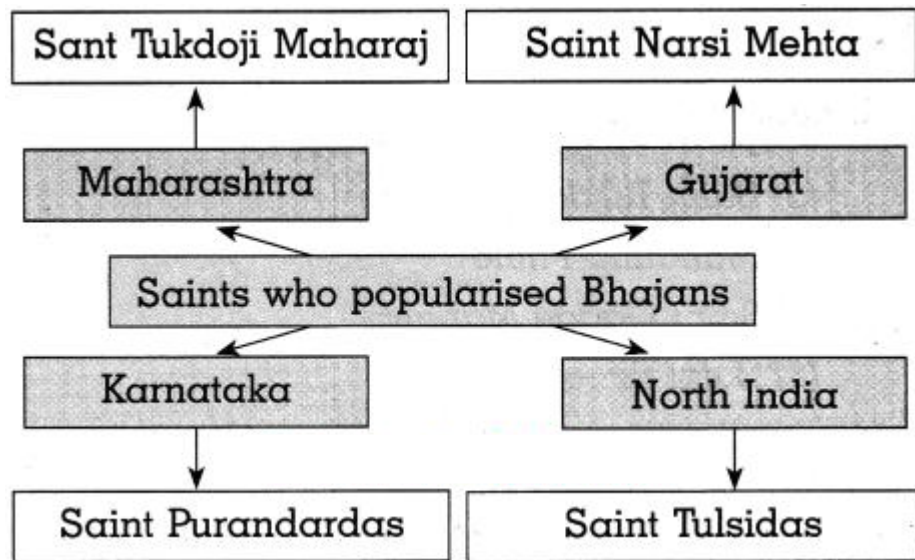 Sant Tukdoji Maharaj
Saint Narsi Mehta
Maharashtra
Gujarat
Saints who popularised Bhajans
Karnataka
North India
Saint Purandardas
Saint Tulsidas